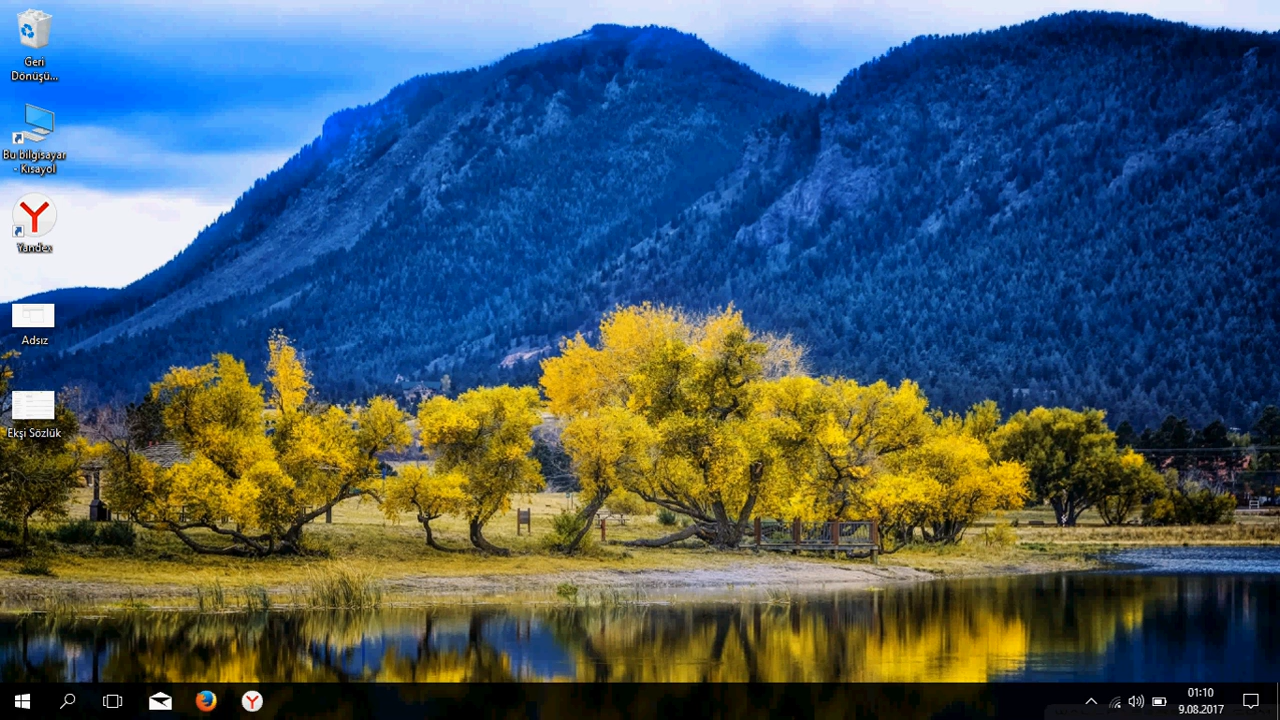 Geri
Dönüşü...
Bu bilgisayar
- Kısayol
Yandex
Adsız
Ekşi Sözlük
01:10
9.08.2017